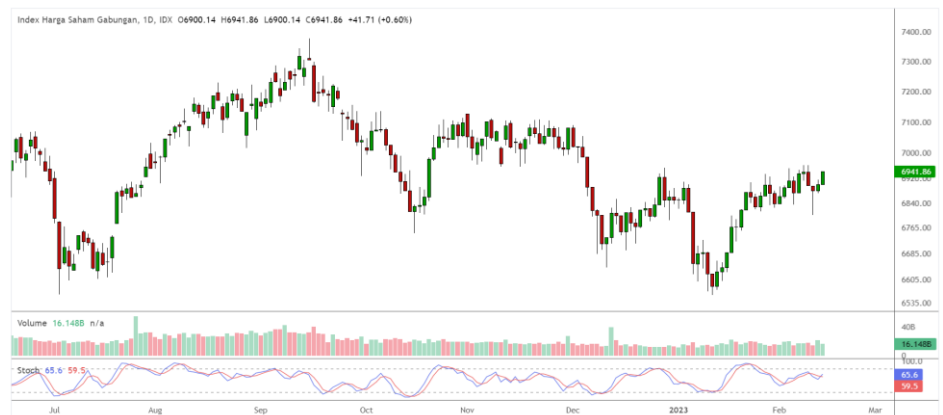 Index Harga Saham Gabungan, 1D, IDX O6900.14 H6941.86 L6900.14 C6941.86 +41.71 (+0.60%)
7400.00
7300.00
7200.00
7100.00
7000.00
6941.86
6920.00
6840.00
6765.00
6685.00
6605.00
6535.00
Volume 16.148B n/a
40B
16.148B
0
Stoch 65.6 59.5
100.0
65.6
59.5
Jul Aug Sep Oct Nov Dec 2023 Feb Mar